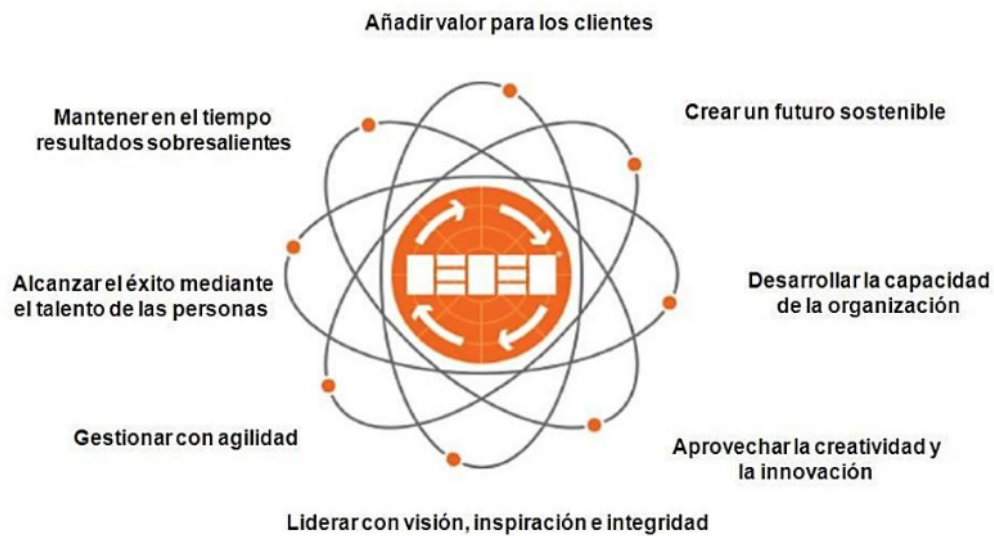 Añadir valor para los clientes
Crear un futuro sostenible
Desarrollar la capacidad
de la organización
Aprovechar la creatividad y
la innovación
Liderar con visión, inspiración e integridad
Gestionar con agilidad
Alcanzar el éxito mediante
el talento de las personas
Mantener en el tiempo
resultados sobresalientes